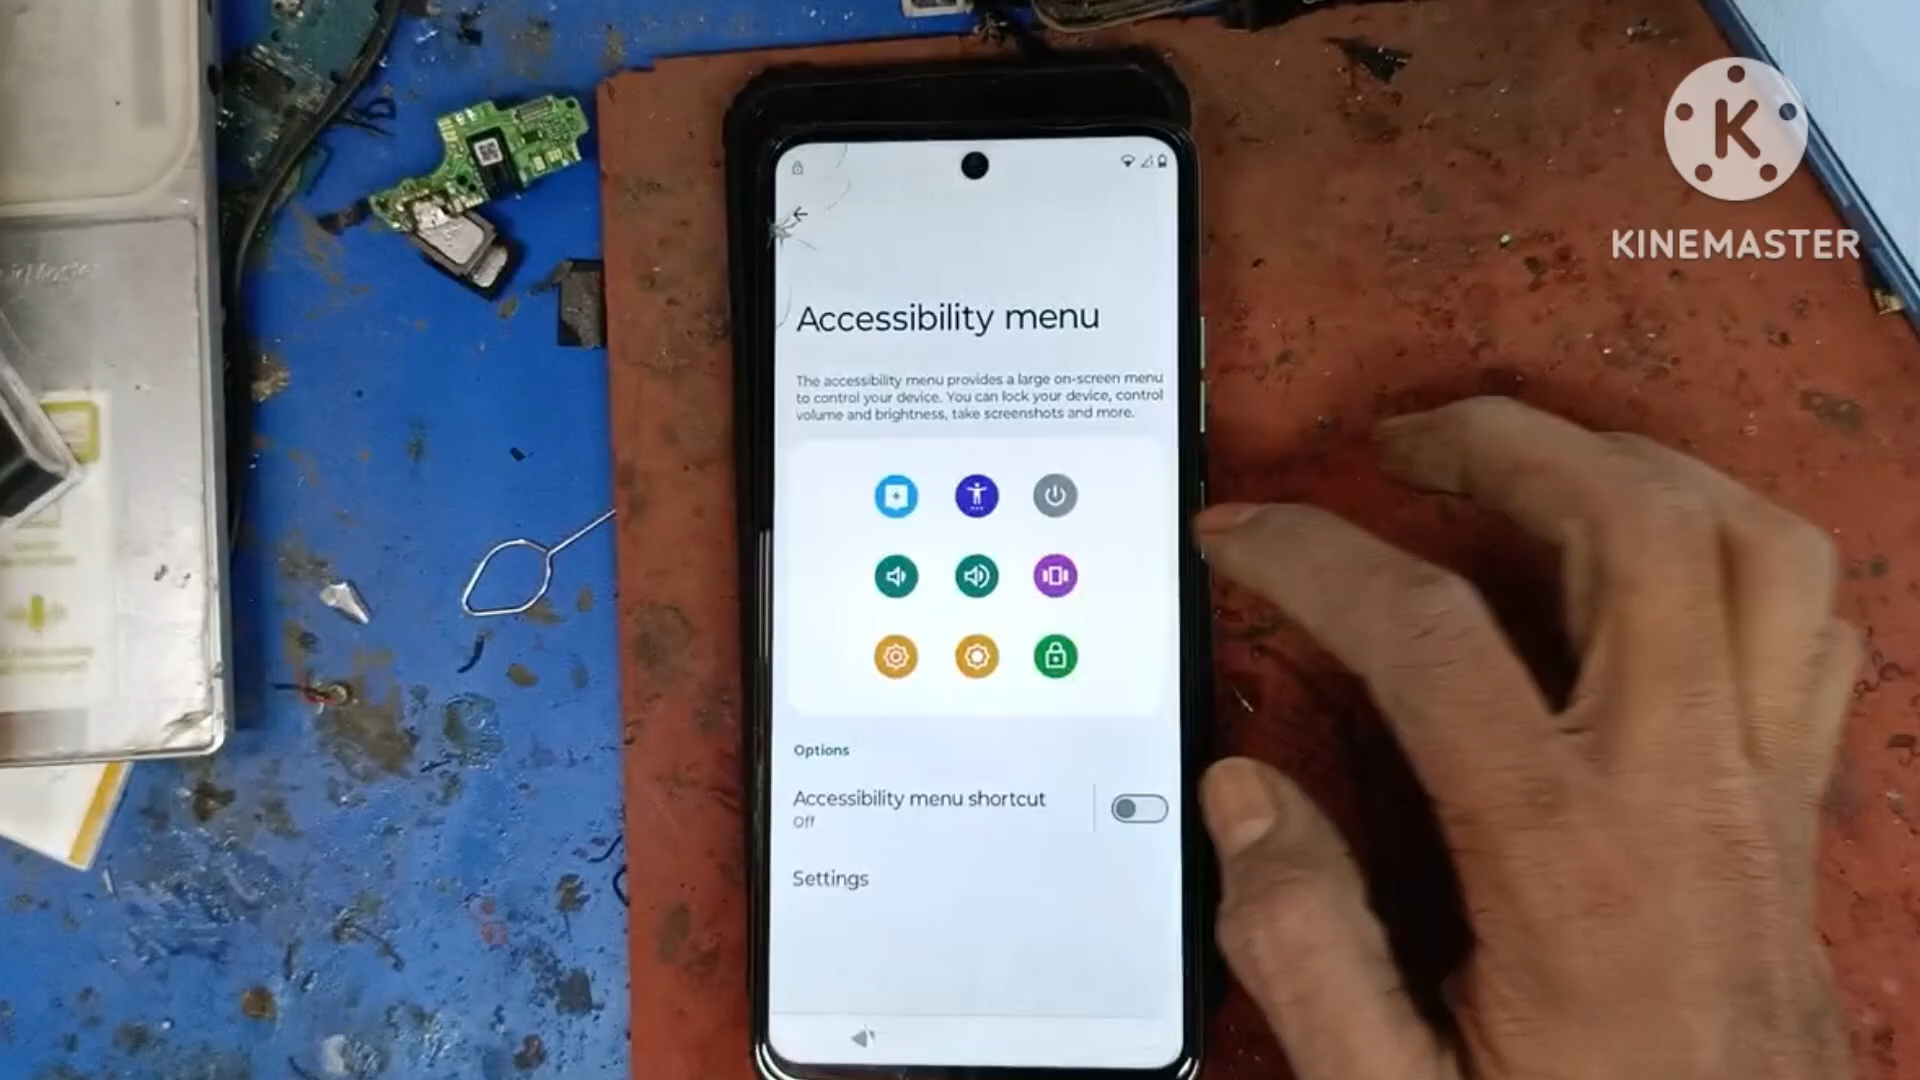 K
KINEMASTER
Accessibility menu
The accessibility menu provides a large on-screen menu
to control your device. You can lock your device, control
volume and brightness, take screenshots and more.
Options
Accessibility menu shortcut
Off
Settings